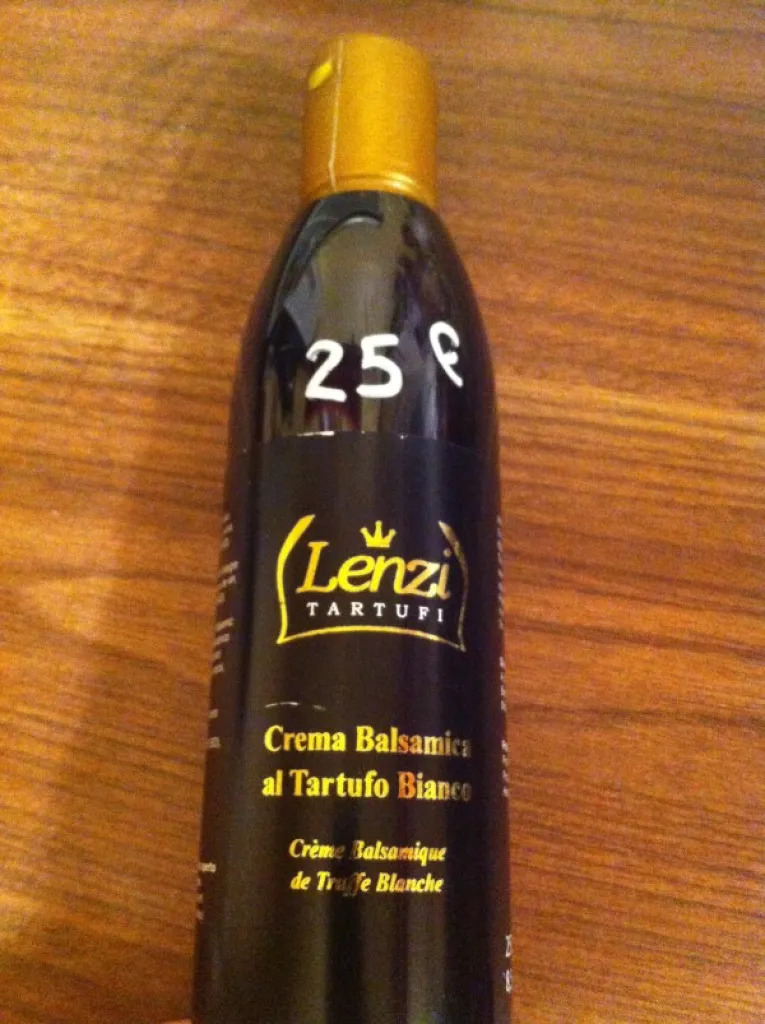 25 €
Lenzi
TARTUFI
Crema Balsamica
al Tartufo Bianco
Crème Balsamique
de Truffe Blanche